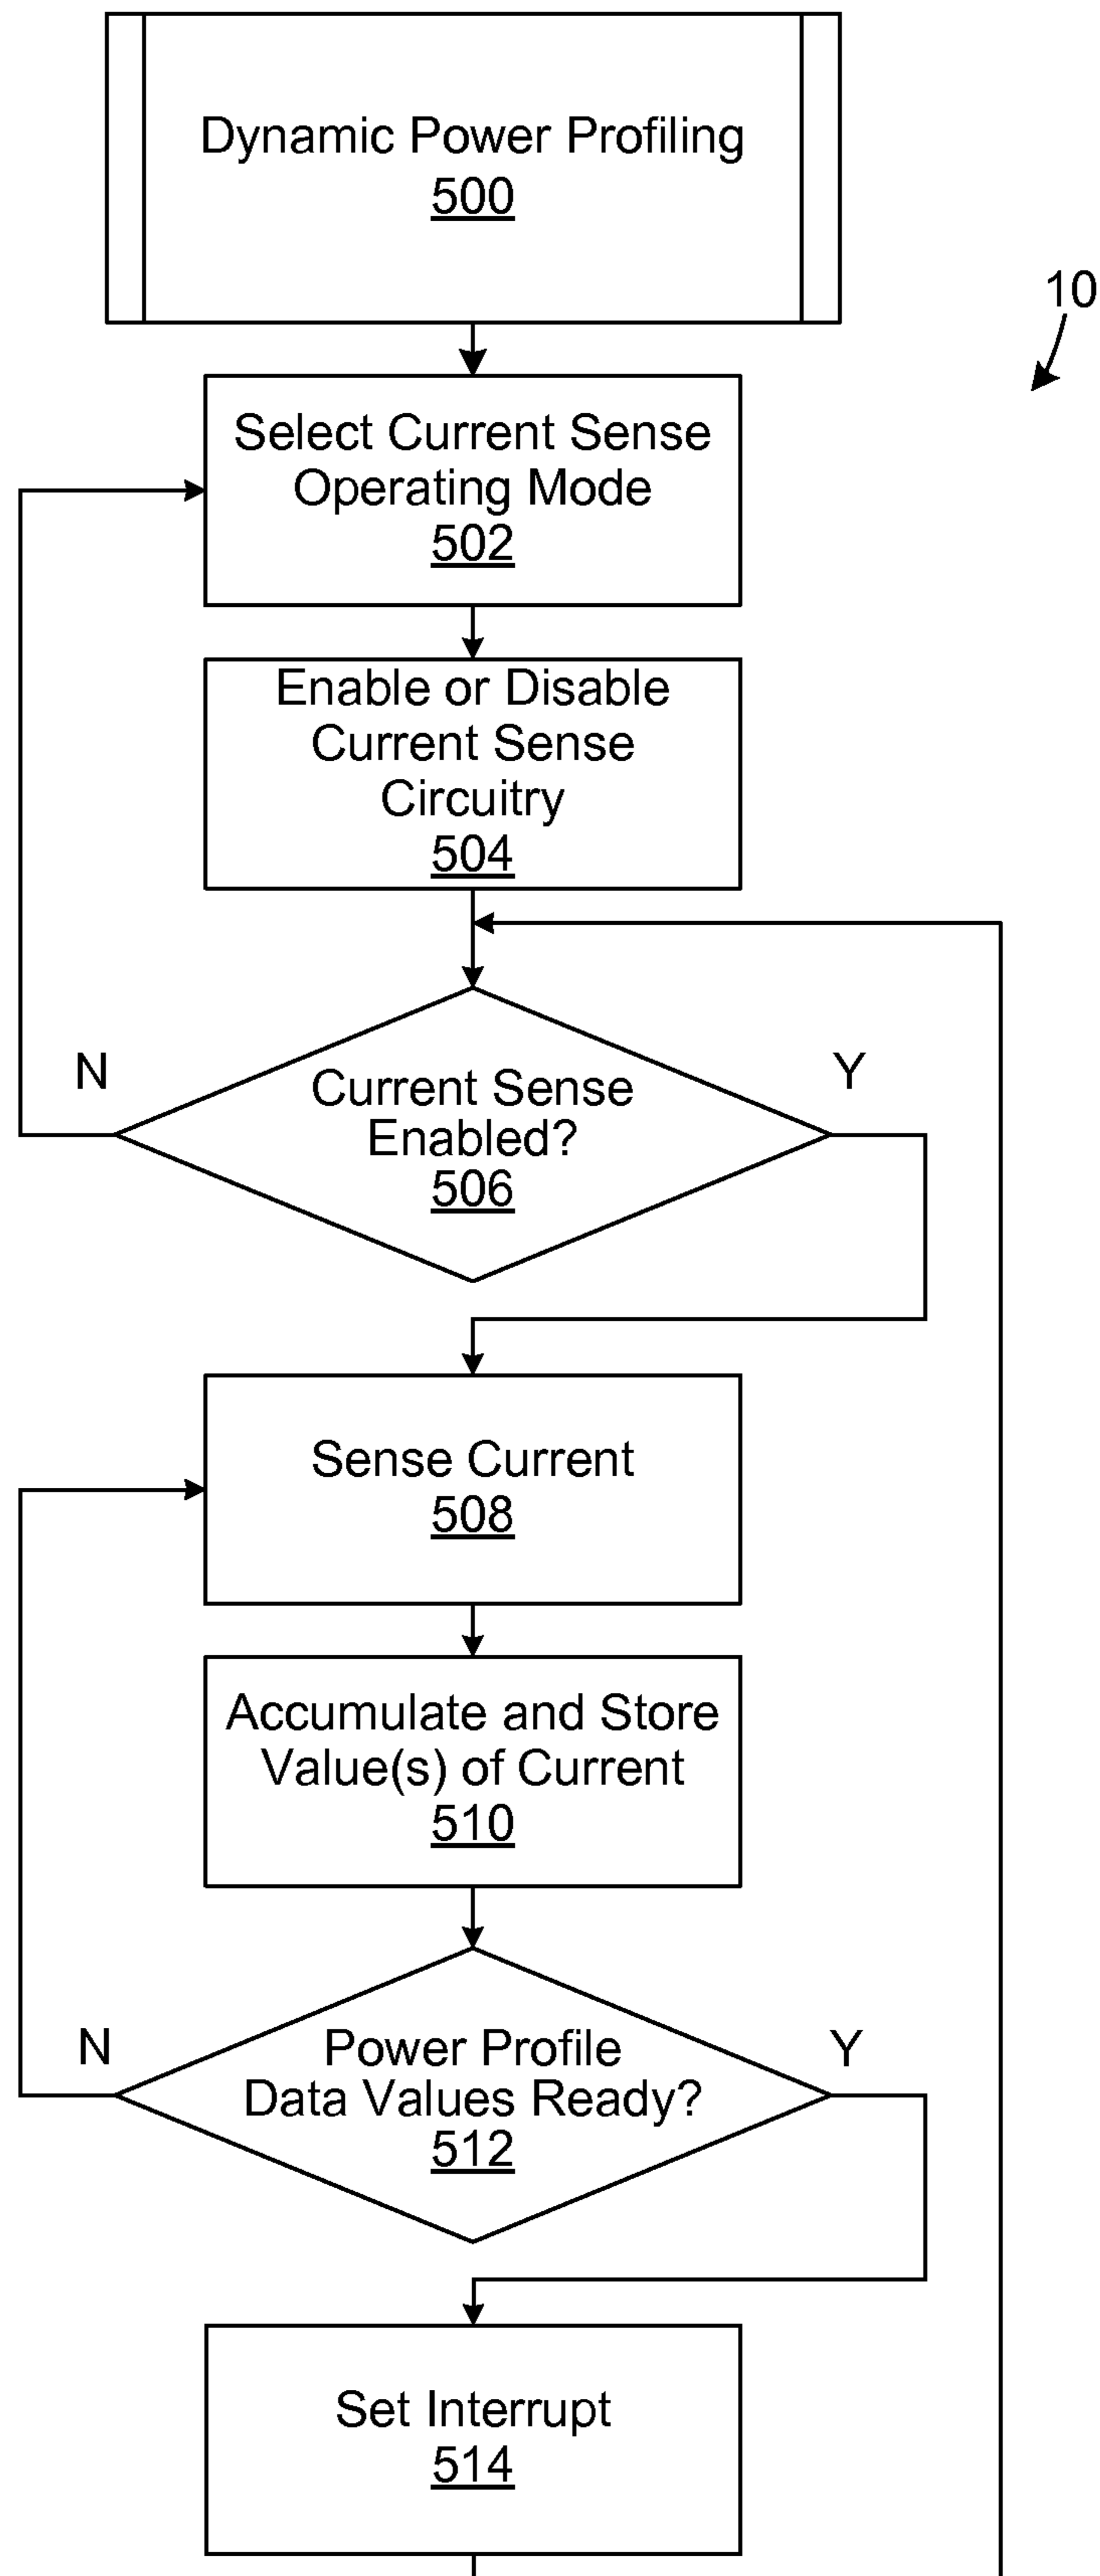 Dynamic Power Profiling
500
10
Select Current Sense
Operating Mode
502
Enable or Disable
Current Sense
Circuitry
504
N
Y
Current Sense
Enabled?
506
Sense Current
508
Accumulate and Store
Value(s) of Current
510
N
Y
Power Profile
Data Values Ready?
512
Set Interrupt
514